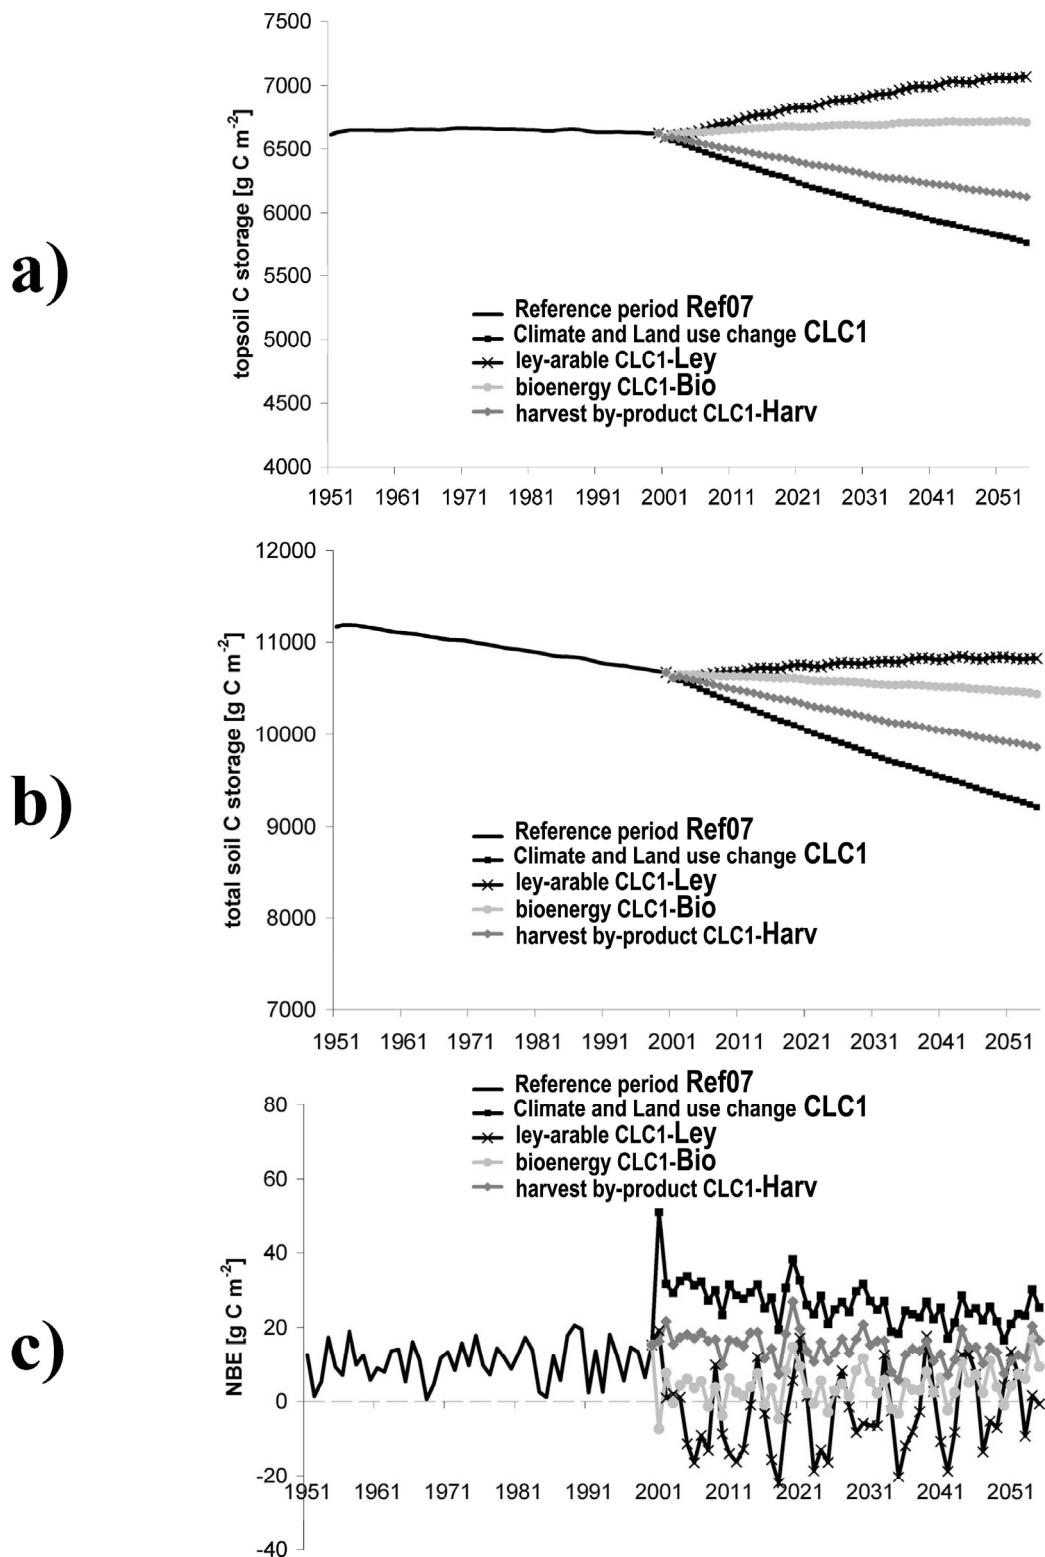 a)
topsoil C storage [g C m-2]
7500
7000
6500
6000
5500
5000
4500
4000
Reference period Ref07
Climate and Land use change CLC1
ley-arable CLC1-Ley
bioenergy CLC1-Bio
harvest by-product CLC1-Harv
1951 1961 1971 1981 1991 2001 2011 2021 2031 2041 2051
b)
total soil C storage [g C m-2]
12000
11000
10000
9000
8000
7000
Reference period Ref07
Climate and Land use change CLC1
ley-arable CLC1-Ley
bioenergy CLC1-Bio
harvest by-product CLC1-Harv
1951 1961 1971 1981 1991 2001 2011 2021 2031 2041 2051
c)
NBE [g C m-2]
80
60
40
20
0
-20
-40
Reference period Ref07
Climate and Land use change CLC1
ley-arable CLC1-Ley
bioenergy CLC1-Bio
harvest by-product CLC1-Harv
1951 1961 1971 1981 1991 2001 2011 2021 2031 2041 2051